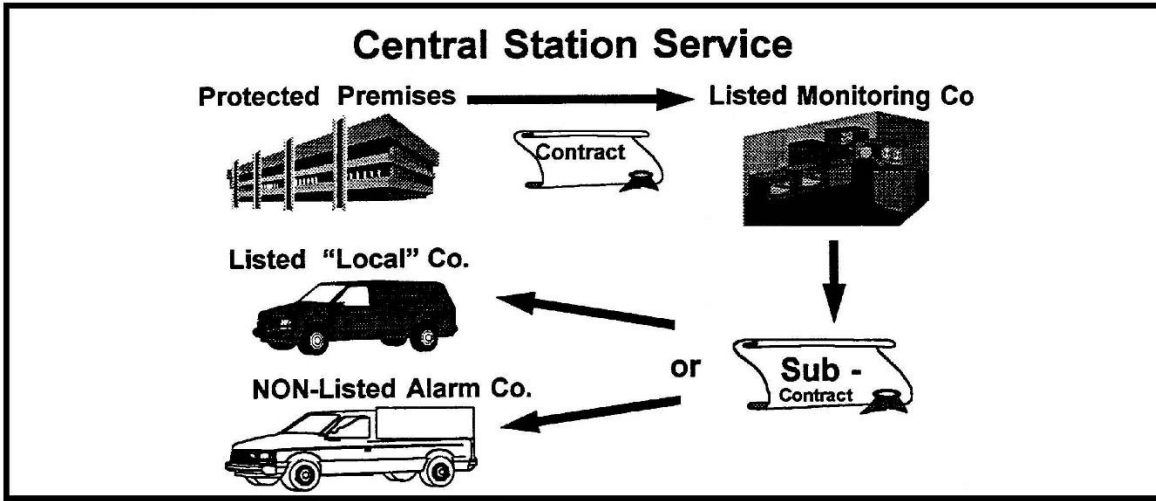 Central Station Service
Protected Premises
Listed Monitoring Co
Contract
Listed “Local” Co.
or
Sub -
Contract
NON-Listed Alarm Co.